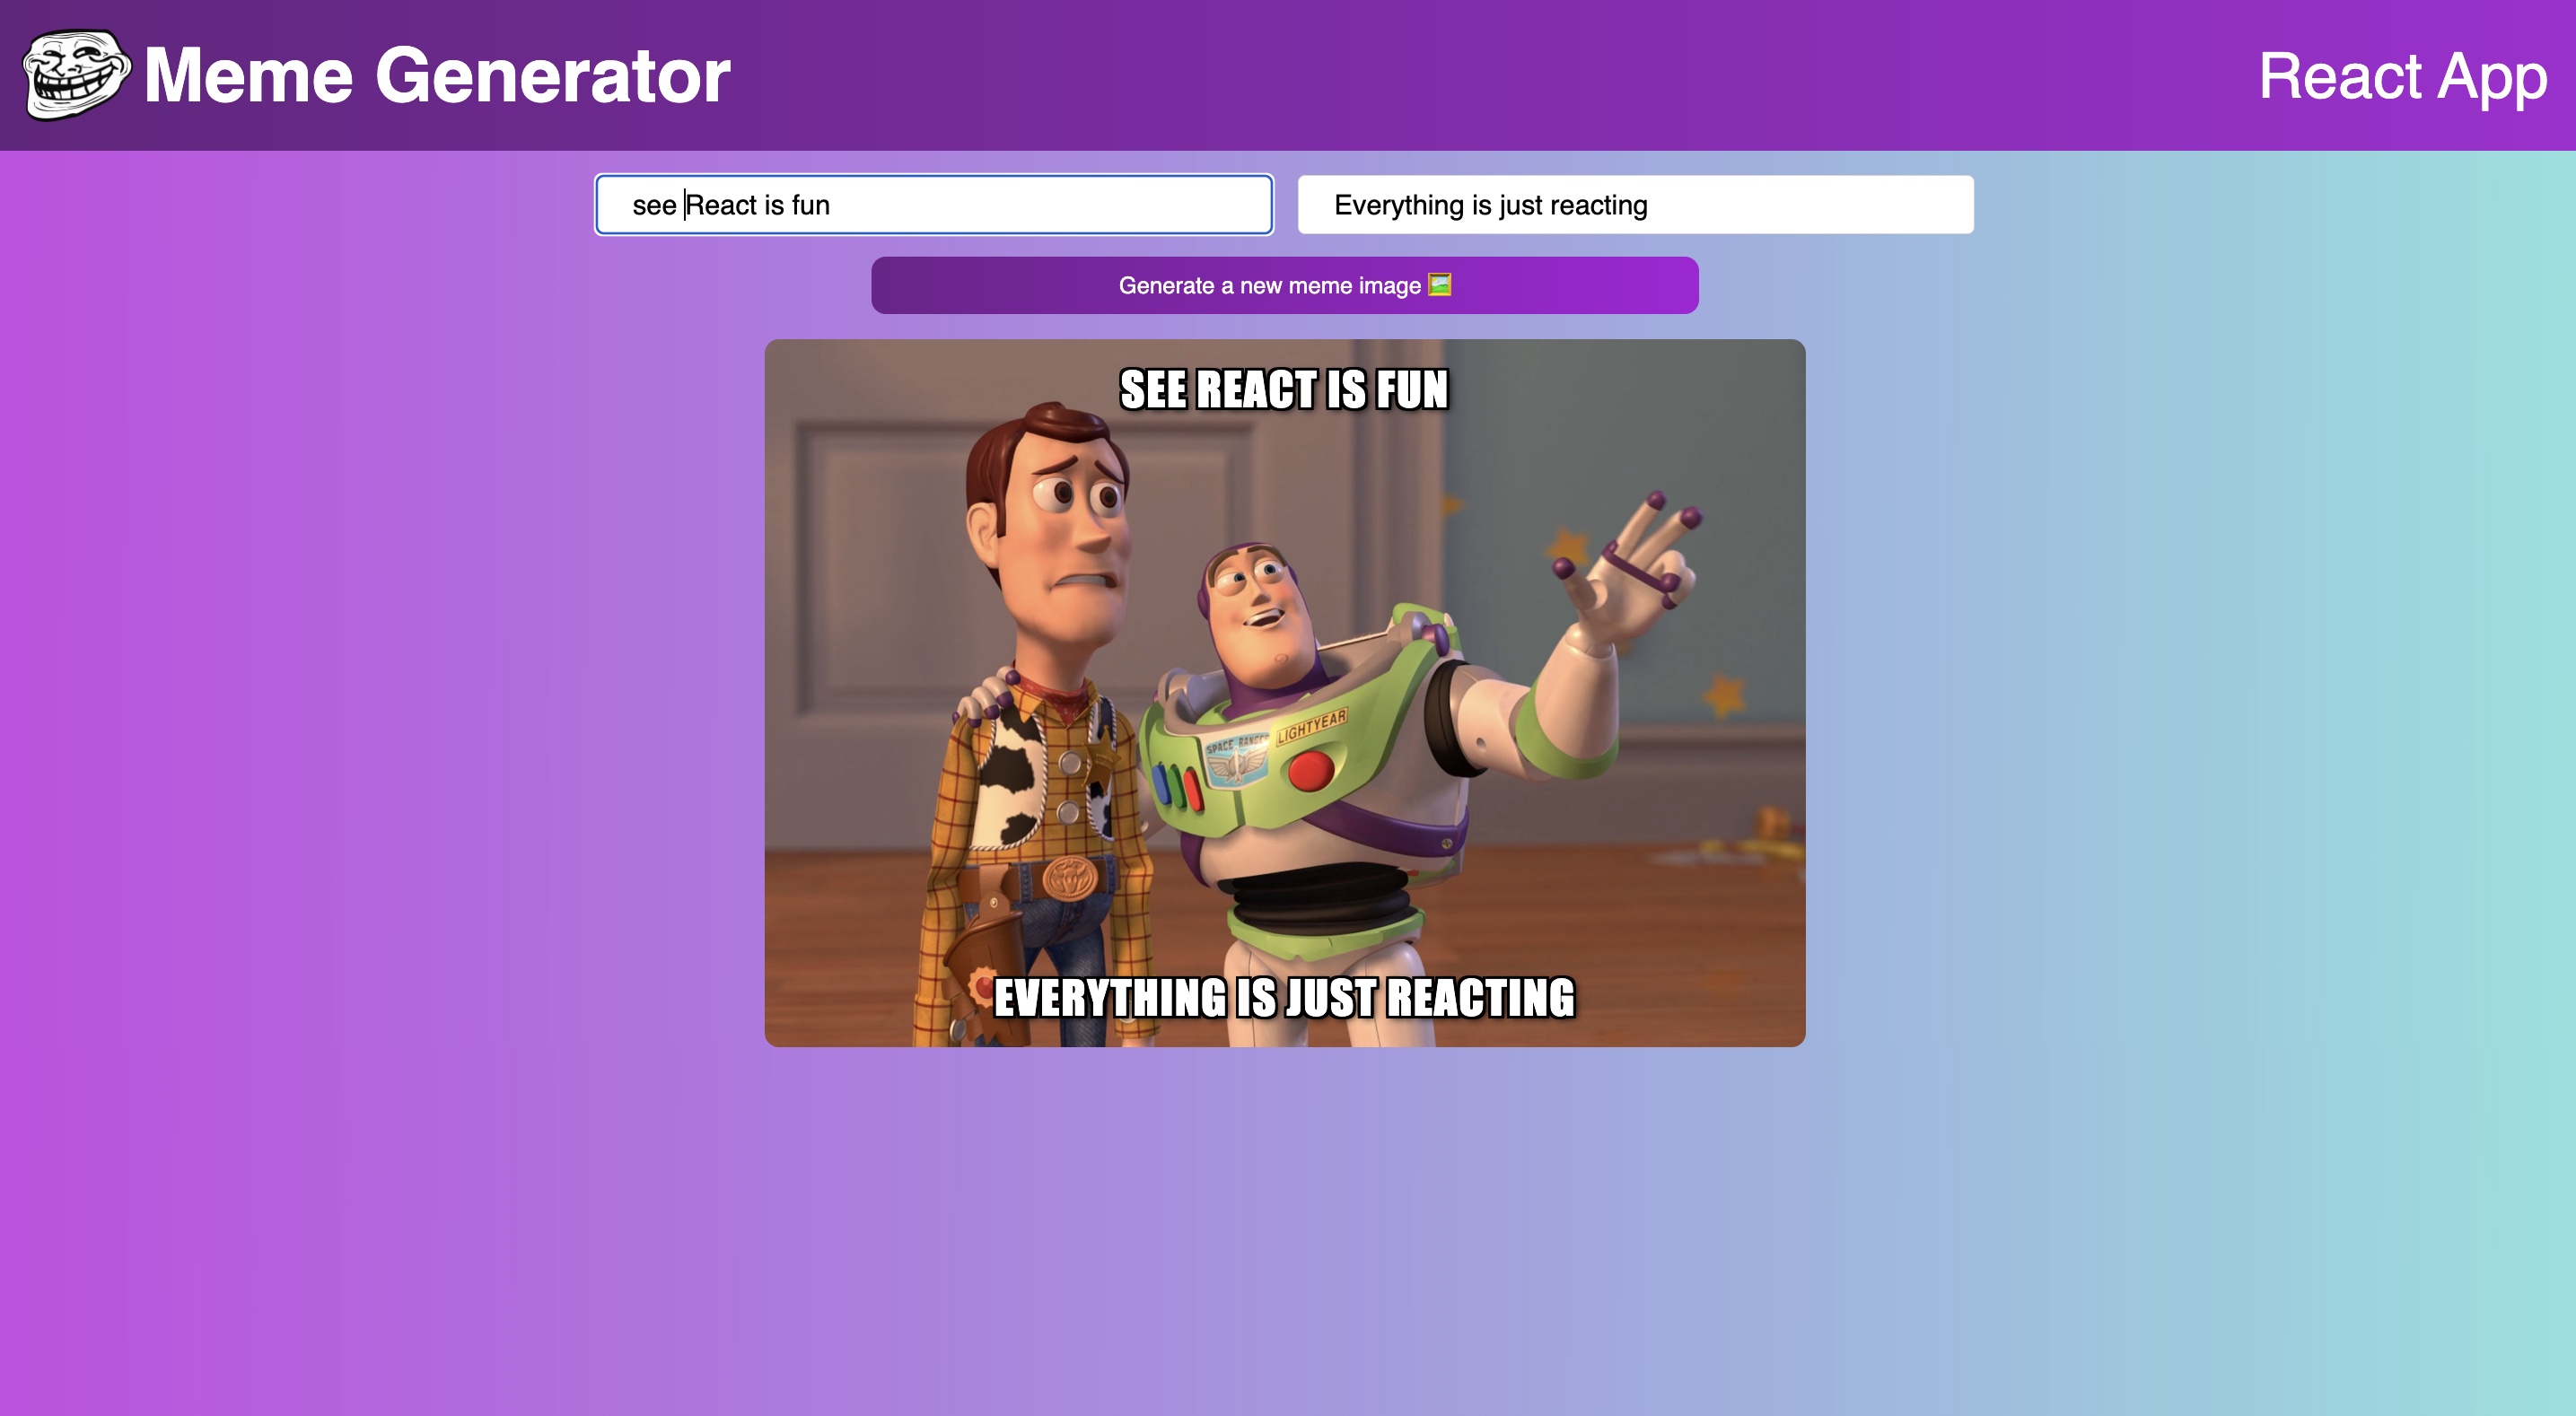 Meme Generator
React App
see React is fun
Everything is just reacting
Generate a new meme image 🖼️
SEE REACT IS FUN
SPACE RANGER
LIGHTYEAR
EVERYTHING IS JUST REACTING